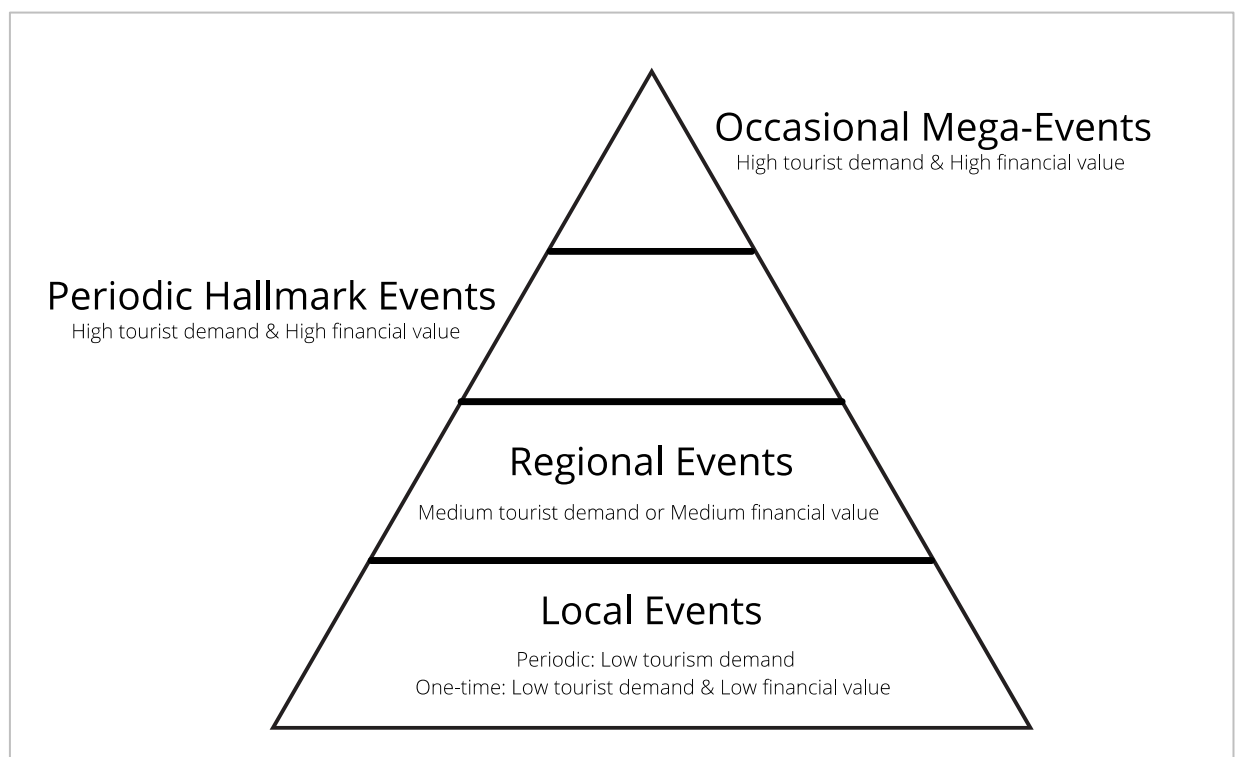 Occasional Mega-Events
High tourist demand & High financial value
Periodic Hallmark Events
High tourist demand & High financial value
Regional Events
Medium tourist demand or Medium financial value
Local Events
Periodic: Low tourism demand
One-time: Low tourist demand & Low financial value